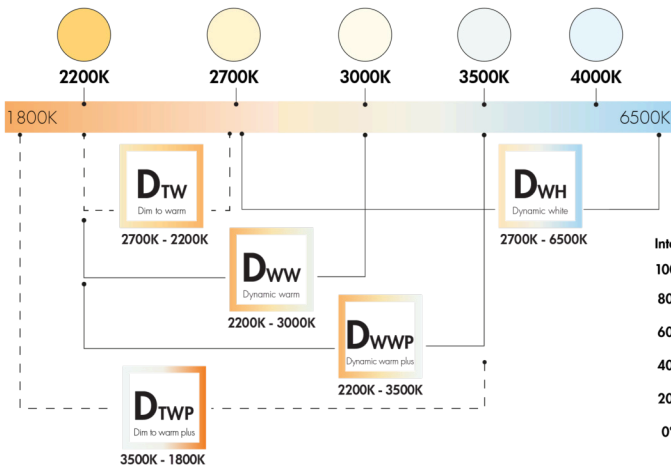 2200K
2700K
3000K
3500K
4000K
1800K
6500K
DTW
Dim to warm
2700K - 2200K
DWH
Dynamic white
2700K - 6500K
DWW
Dynamic warm
2200K - 3000K
DWWP
Dynamic warm plus
2200K - 3500K
DTWP
Dim to warm plus
3500K - 1800K